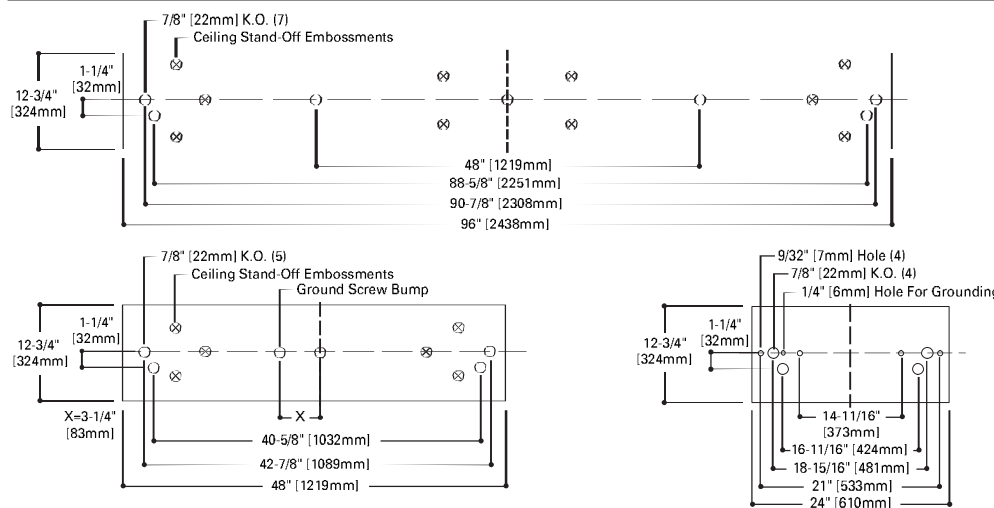 7/8" [22mm] K.O. (7)
Ceiling Stand-Off Embossments
1-1/4"
[32mm]
12-3/4"
[324mm]
48" [1219mm]
88-5/8" [2251mm]
90-7/8" [2308mm]
96" [2438mm]
7/8" [22mm] K.O. (5)
Ceiling Stand-Off Embossments
Ground Screw Bump
1-1/4"
[32mm]
12-3/4"
[324mm]
X=3-1/4"
[83mm]
X
40-5/8" [1032mm]
42-7/8" [1089mm]
48" [1219mm]
9/32" [7mm] Hole (4)
7/8" [22mm] K.O. (4)
1/4" [6mm] Hole For Grounding
1-1/4"
[32mm]
12-3/4"
[324mm]
14-11/16"
[373mm]
16-11/16" [424mm]
18-15/16" [481mm]
21" [533mm]
24" [610mm]